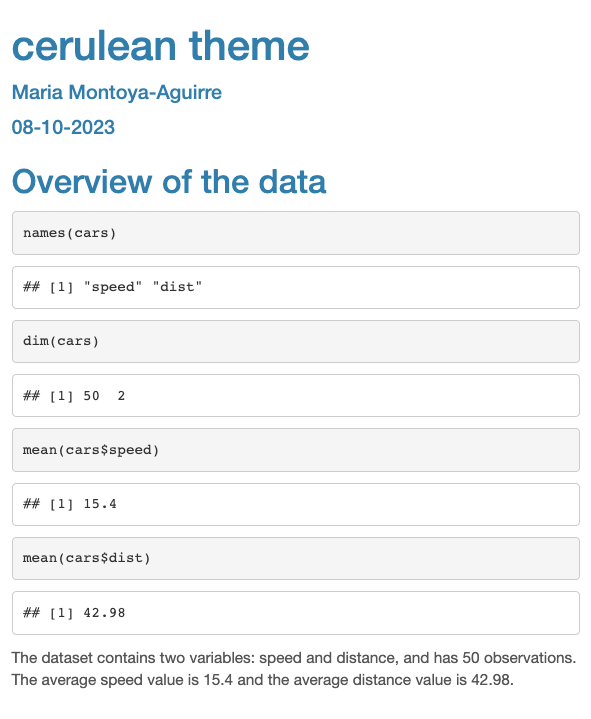 cerulean theme
Maria Montoya-Aguirre
08-10-2023
Overview of the data
names(cars)
## [1] "speed" "dist"
dim(cars)
## [1] 50  2
mean(cars$speed)
## [1] 15.4
mean(cars$dist)
## [1] 42.98
The dataset contains two variables: speed and distance, and has 50 observations.
The average speed value is 15.4 and the average distance value is 42.98.